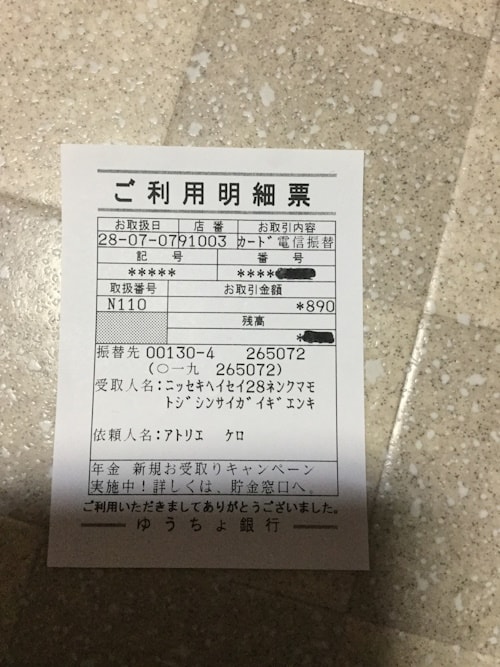 ご利用明細票
お取扱日 店番 お取引内容
28-07-07 91003 ｶｰﾄﾞ 電信振替
記号 番号
***** ****
取扱番号 お取引金額
N110 *890
残高
*
振替先 00130-4 265072
(〇一九 265072)
受取人名:ﾆｯｾｷﾍｲｾｲ28ﾈﾝｸﾏﾓ
ﾄｼﾞｼﾝｻｲｶﾞｲｷﾞｴﾝｷ
依頼人名:ｱﾄﾘｴ ｹﾛ
年金 新規お受取りキャンペーン
実施中!詳しくは、貯金窓口へ。
ご利用いただきましてありがとうございました。
ゆうちょ銀行